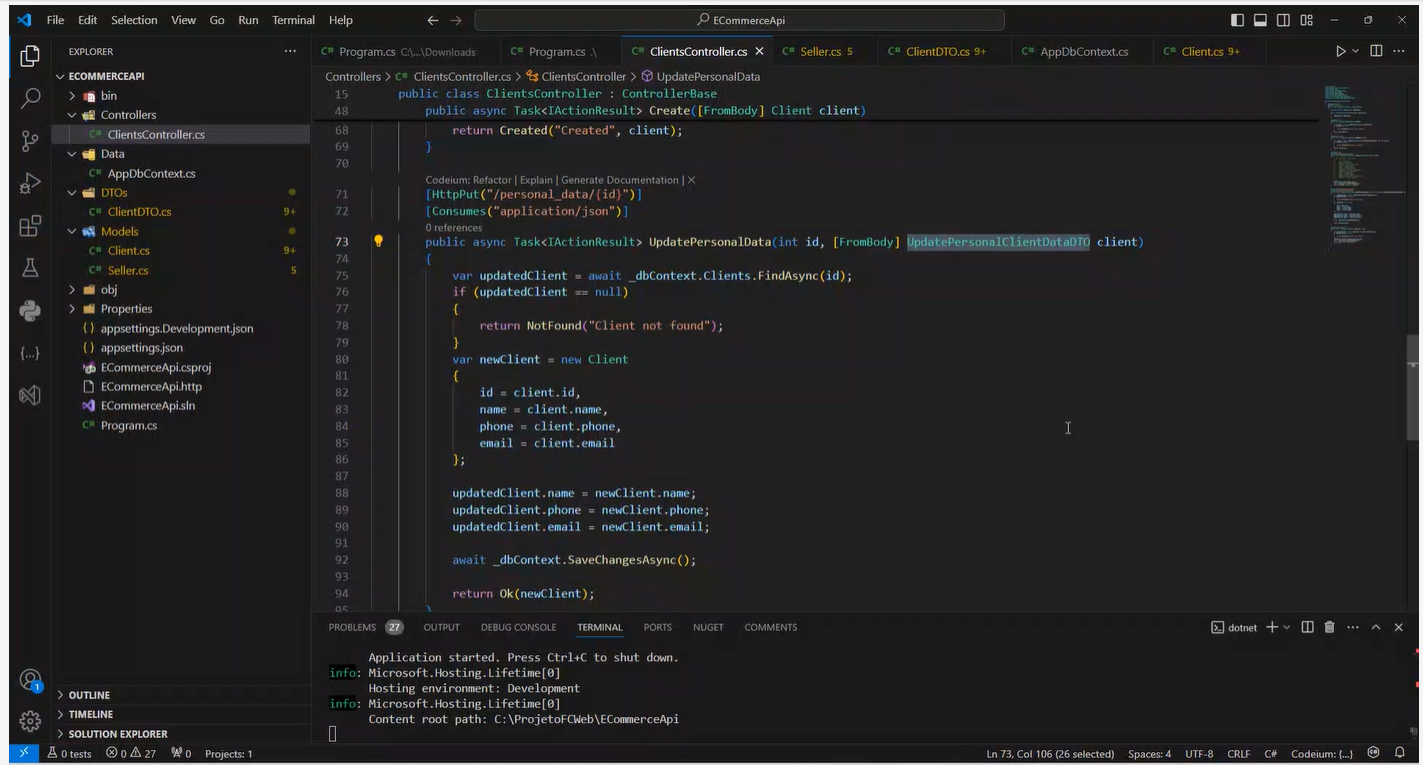 File Edit Selection View Go Run Terminal Help
ECommerceApi
EXPLORER
ECOMMERCEAPI
bin
Controllers
C# ClientsController.cs
Data
C# AppDbContext.cs
DTOs
C# ClientDTO.cs 9+
Models
C# Client.cs 9+
C# Seller.cs 5
obj
Properties
{} appsettings.Development.json
{} appsettings.json
ECommerceApi.csproj
ECommerceApi.http
ECommerceApi.sln
C# Program.cs
OUTLINE
TIMELINE
SOLUTION EXPLORER
C# Program.cs C:\...\Downloads C# Program.cs .\ C# ClientsController.cs C# Seller.cs 5 C# ClientDTO.cs 9+ C# AppDbContext.cs C# Client.cs 9+
Controllers > C# ClientsController.cs > ClientsController > UpdatePersonalData
15 public class ClientsController : ControllerBase
48 public async Task<IActionResult> Create([FromBody] Client client)
68 return Created("Created", client);
69 }
70
Codeium: Refactor | Explain | Generate Documentation | X
71 [HttpPut("/personal_data/{id}")]
72 [Consumes("application/json")]
0 references
73 public async Task<IActionResult> UpdatePersonalData(int id, [FromBody] UpdatePersonalClientDataDTO client)
74 {
75 var updatedClient = await _dbContext.Clients.FindAsync(id);
76 if (updatedClient == null)
77 {
78 return NotFound("Client not found");
79 }
80 var newClient = new Client
81 {
82 id = client.id,
83 name = client.name,
84 phone = client.phone,
85 email = client.email
86 };
87
88 updatedClient.name = newClient.name;
89 updatedClient.phone = newClient.phone;
90 updatedClient.email = newClient.email;
91
92 await _dbContext.SaveChangesAsync();
93
94 return Ok(newClient);
95 }
PROBLEMS 27 OUTPUT DEBUG CONSOLE TERMINAL PORTS NUGET COMMENTS
dotnet
Application started. Press Ctrl+C to shut down.
info: Microsoft.Hosting.Lifetime[0]
Hosting environment: Development
info: Microsoft.Hosting.Lifetime[0]
Content root path: C:\ProjetoFCWeb\ECommerceApi
1
0 tests 0 27 0 Projects: 1
Ln 73, Col 106 (26 selected) Spaces: 4 UTF-8 CRLF C# Codeium: {...}